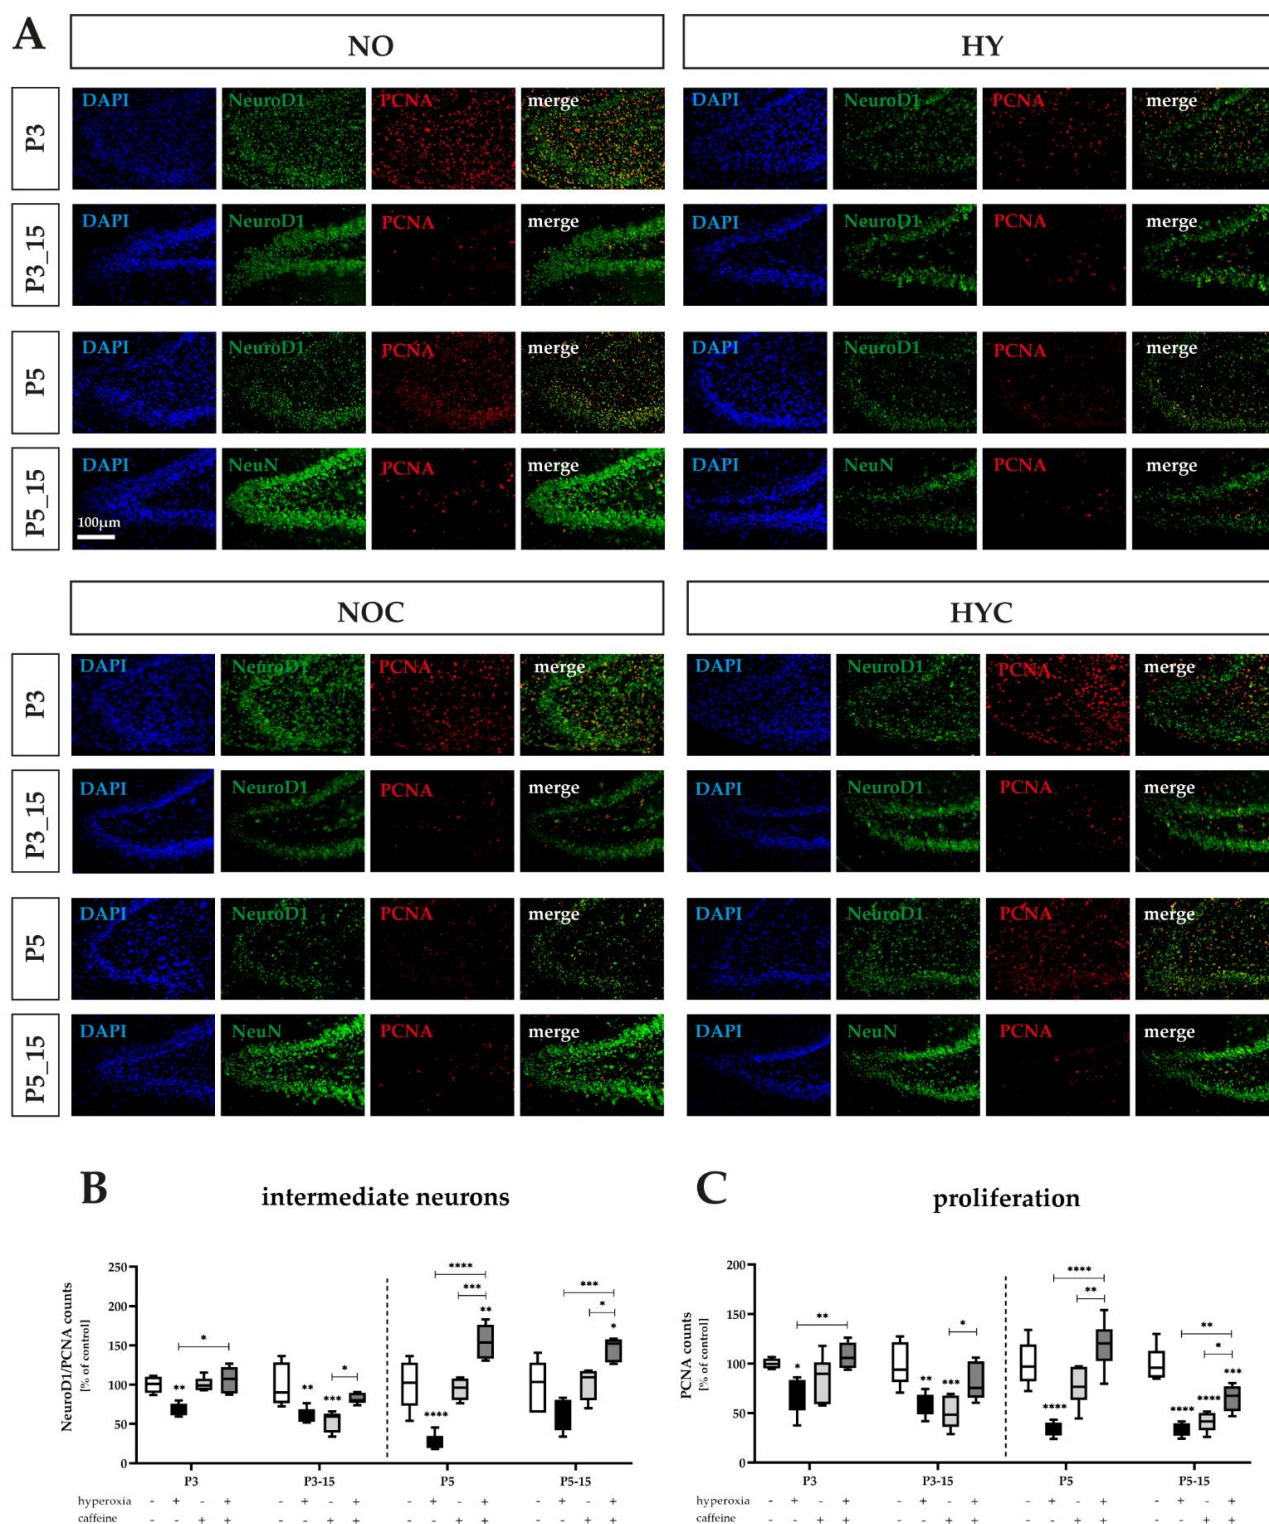 A
NO HY
P3 DAPI NeuroD1 PCNA merge DAPI NeuroD1 PCNA merge
P3_15 DAPI NeuroD1 PCNA merge DAPI NeuroD1 PCNA merge
P5 DAPI NeuroD1 PCNA merge DAPI NeuroD1 PCNA merge
P5_15 DAPI NeuN PCNA merge DAPI NeuN PCNA merge
100µm
NOC HYC
P3 DAPI NeuroD1 PCNA merge DAPI NeuroD1 PCNA merge
P3_15 DAPI NeuroD1 PCNA merge DAPI NeuroD1 PCNA merge
P5 DAPI NeuroD1 PCNA merge DAPI NeuroD1 PCNA merge
P5_15 DAPI NeuN PCNA merge DAPI NeuN PCNA merge
B
intermediate neurons
NeuroD1/PCNA counts
[% of control]
250
200
150
100
50
0
* ** ** *** * **** **** *** ** *** * *
P3 P3-15 P5 P5-15
hyperoxia - + - + - + - + - + - + - + - +
caffeine - - + + - - + + - - + + - - + +
C
proliferation
PCNA counts
[% of control]
200
150
100
50
0
** * ** *** * **** **** ** **** **** ** * ***
P3 P3-15 P5 P5-15
hyperoxia - + - + - + - + - + - + - + - +
caffeine - - + + - - + + - - + + - - + +